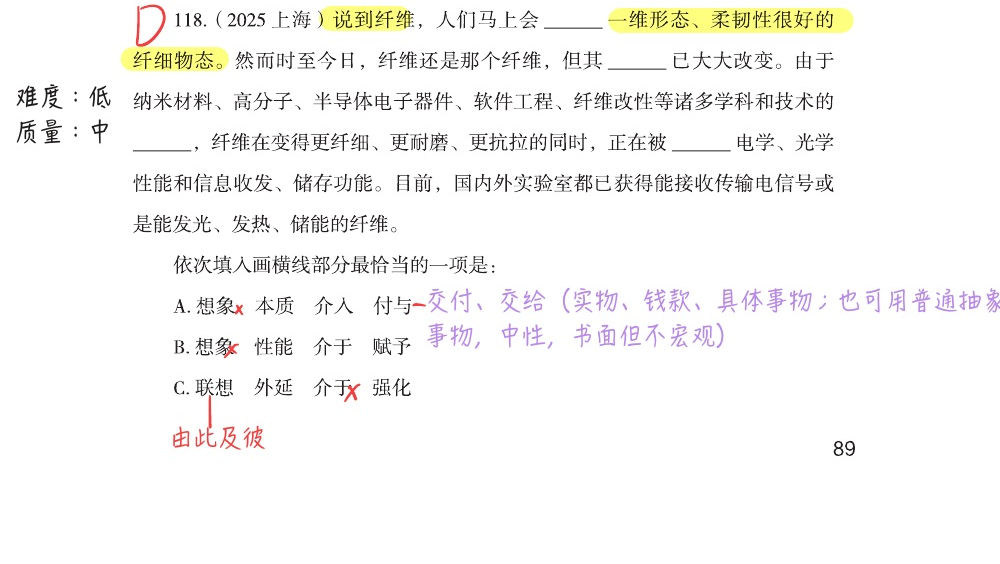 D 118.（2025 上海）说到纤维，人们马上会 ______ 一维形态、柔韧性很好的
纤细物态。然而时至今日，纤维还是那个纤维，但其 ______ 已大大改变。由于
难度：低
纳米材料、高分子、半导体电子器件、软件工程、纤维改性等诸多学科和技术的
质量：中
______，纤维在变得更纤细、更耐磨、更抗拉的同时，正在被 ______ 电学、光学
性能和信息收发、储存功能。目前，国内外实验室都已获得能接收传输电信号或
是能发光、发热、储能的纤维。
依次填入画横线部分最恰当的一项是：
A. 想象x 本质 介入 付与-交付、交给（实物、钱款、具体事物；也可用普通抽象
事物，中性，书面但不宏观）
B. 想象x 性能 介于 赋予
C. 联想 外延 介于x 强化
由此及彼
89